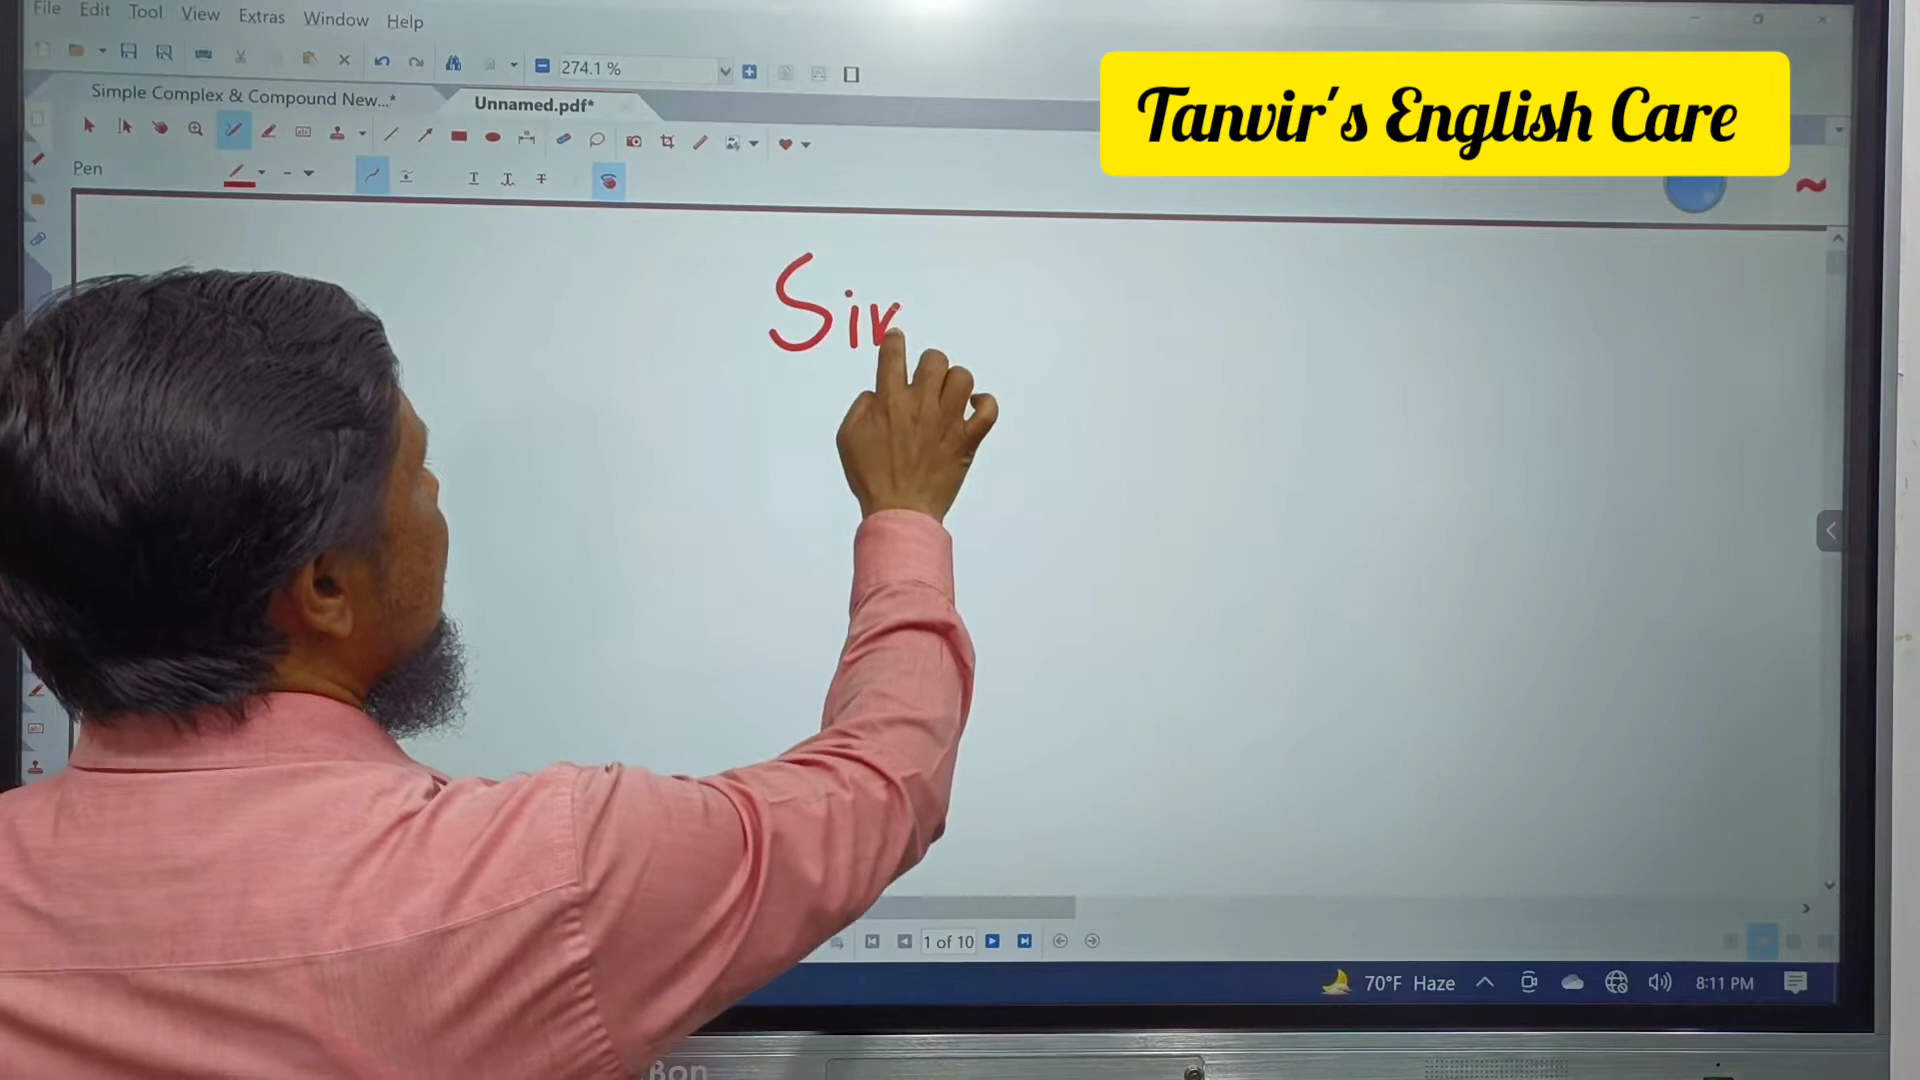 File Edit Tool View Extras Window Help
274.1 %
Tanvir's English Care
Simple Complex & Compound New...*
Unnamed.pdf*
Pen
Sir
1 of 10
70°F Haze
8:11 PM
Bon